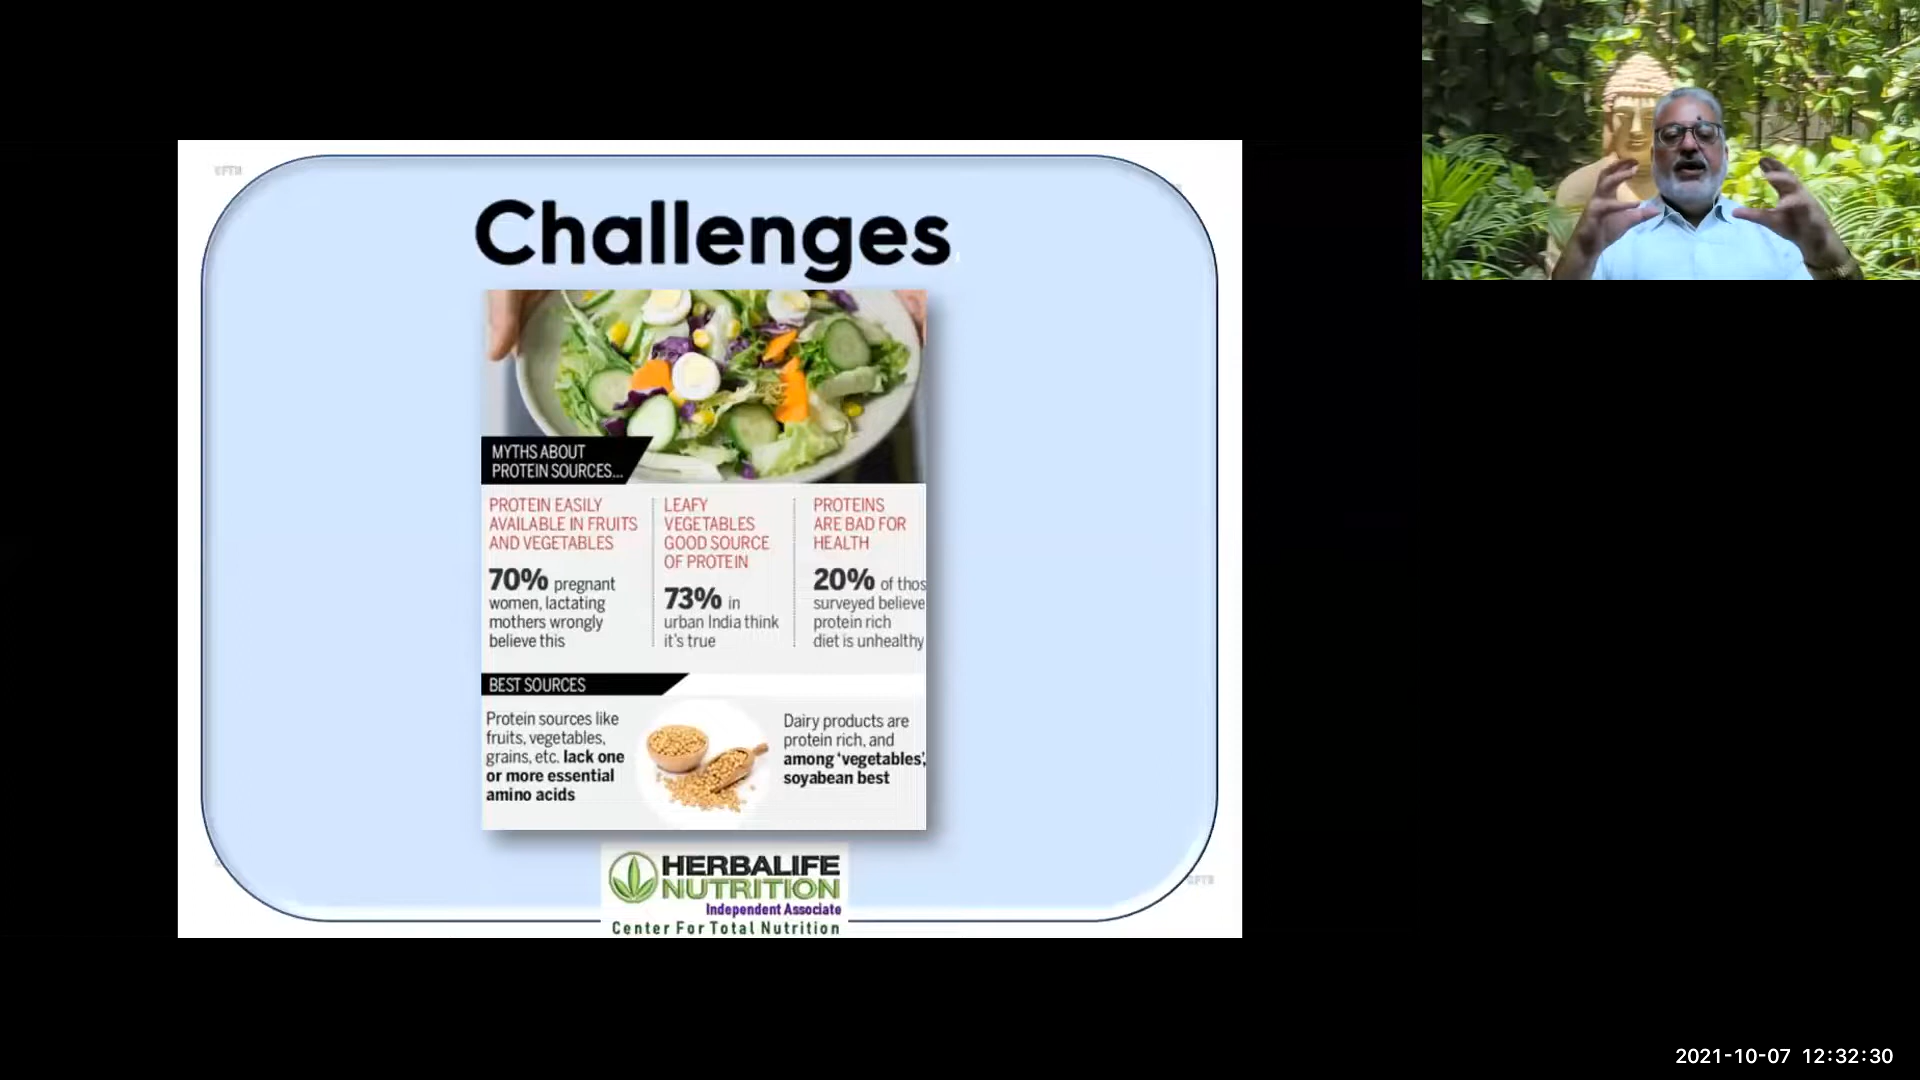 ©FTN
Challenges
MYTHS ABOUT
PROTEIN SOURCES...
PROTEIN EASILY
AVAILABLE IN FRUITS
AND VEGETABLES
70% pregnant
women, lactating
mothers wrongly
believe this
LEAFY
VEGETABLES
GOOD SOURCE
OF PROTEIN
73% in
urban India think
it's true
PROTEINS
ARE BAD FOR
HEALTH
20% of thos
surveyed believe
protein rich
diet is unhealthy
BEST SOURCES
Protein sources like
fruits, vegetables,
grains, etc. lack one
or more essential
amino acids
Dairy products are
protein rich, and
among 'vegetables',
soyabean best
HERBALIFE
NUTRITION
Independent Associate
Center For Total Nutrition
2021-10-07 12:32:30